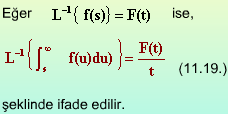 Eğer L⁻¹{ f(s)} = F(t) ise,
L⁻¹{ ∫ₛ^∞ f(u)du) } = F(t)/t (11.19.)
şeklinde ifade edilir.